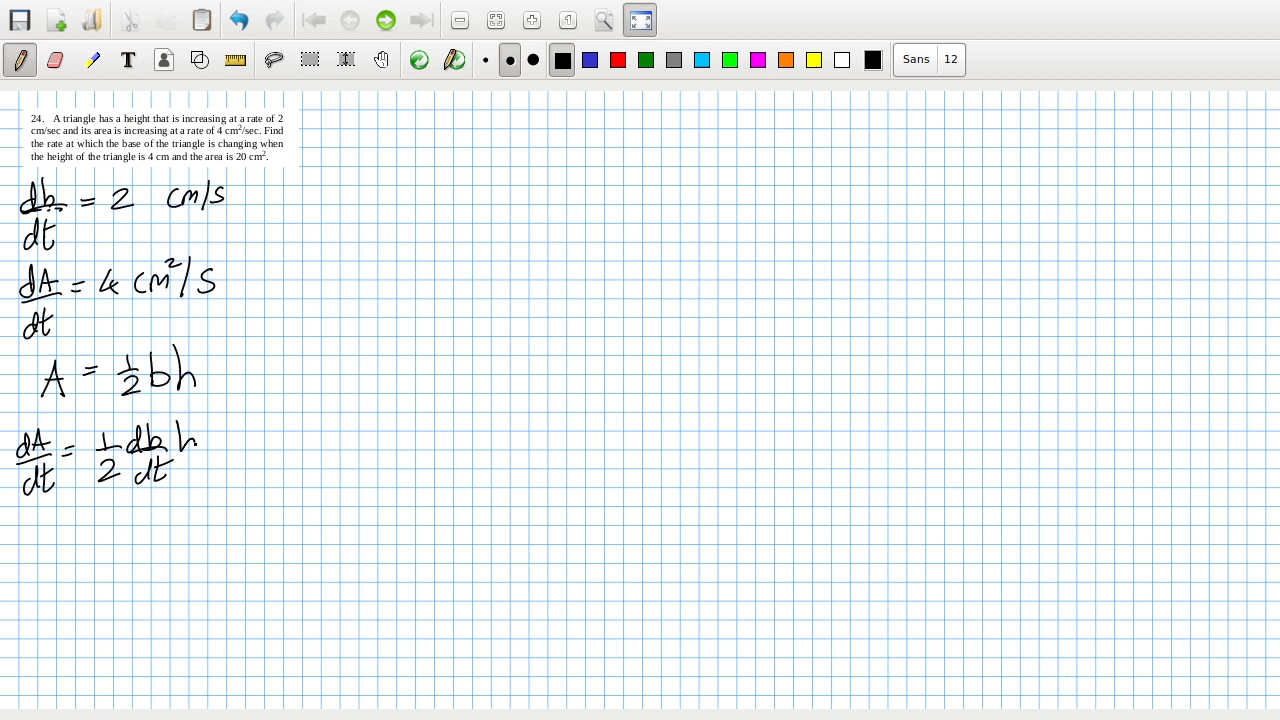 Sans 12
24. A triangle has a height that is increasing at a rate of 2
cm/sec and its area is increasing at a rate of 4 cm²/sec. Find
the rate at which the base of the triangle is changing when
the height of the triangle is 4 cm and the area is 20 cm².
db/dt = 2 cm/s
dA/dt = 4 cm²/s
A = 1/2 bh
dA/dt = 1/2 db/dt h